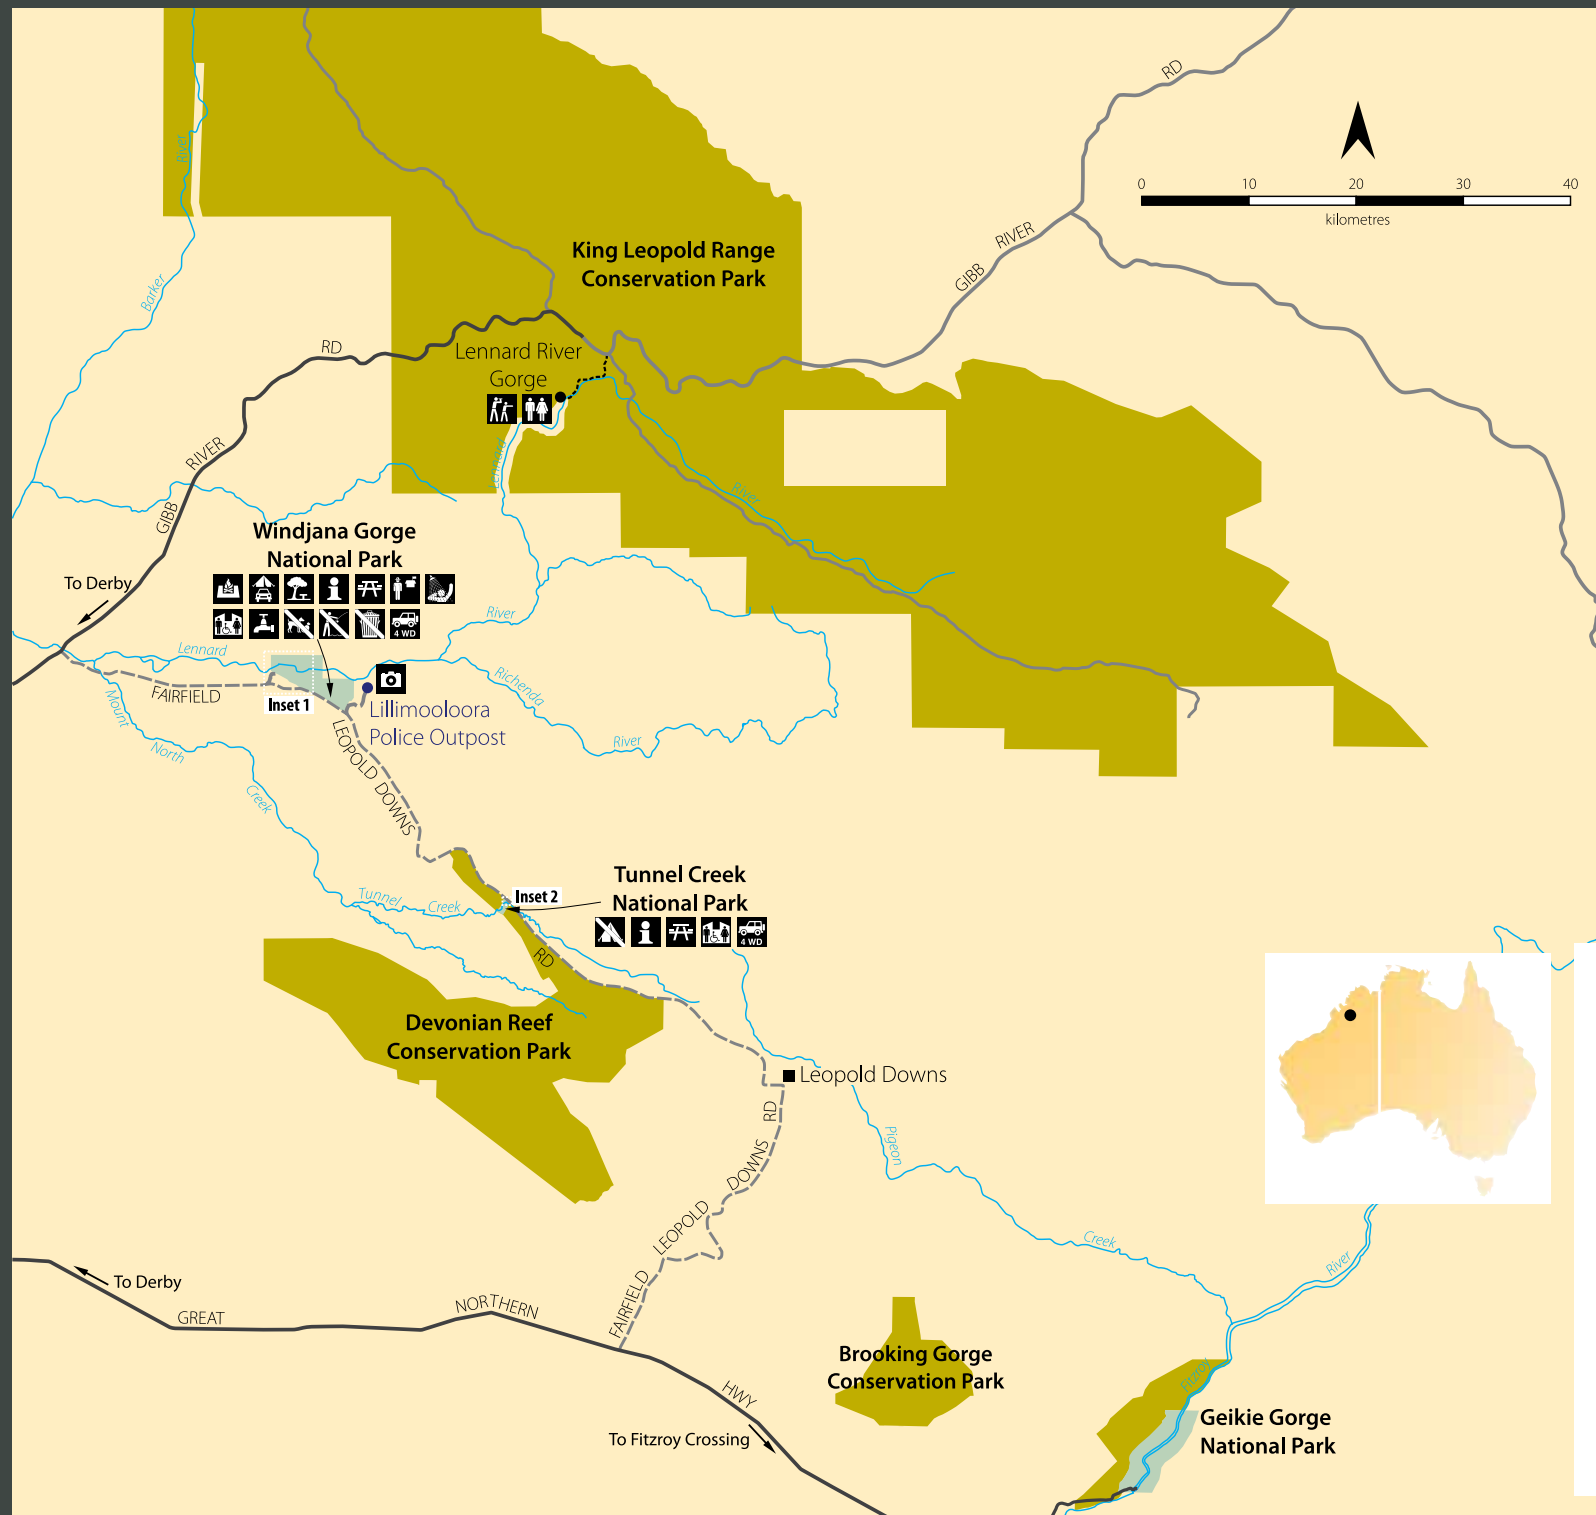 RD
0 10 20 30 40
kilometres
River
King Leopold Range
Conservation Park
RIVER
GIBB
Barker
RD
Lennard River
Gorge
RIVER
Lennard
River
GIBB
Windjana Gorge
National Park
To Derby
4 WD
River
Lennard
FAIRFIELD
Inset 1
Richenda
Mount
Lillimooloora
Police Outpost
LEOPOLD DOWNS
North
River
Creek
Tunnel Creek
National Park
Inset 2
Tunnel Creek
4 WD
RD
Devonian Reef
Conservation Park
Leopold Downs
RD
Pigeon
DOWNS
LEOPOLD
Creek
River
FAIRFIELD
To Derby
GREAT
NORTHERN
Brooking Gorge
Conservation Park
Fitzroy
HWY
Geikie Gorge
National Park
To Fitzroy Crossing